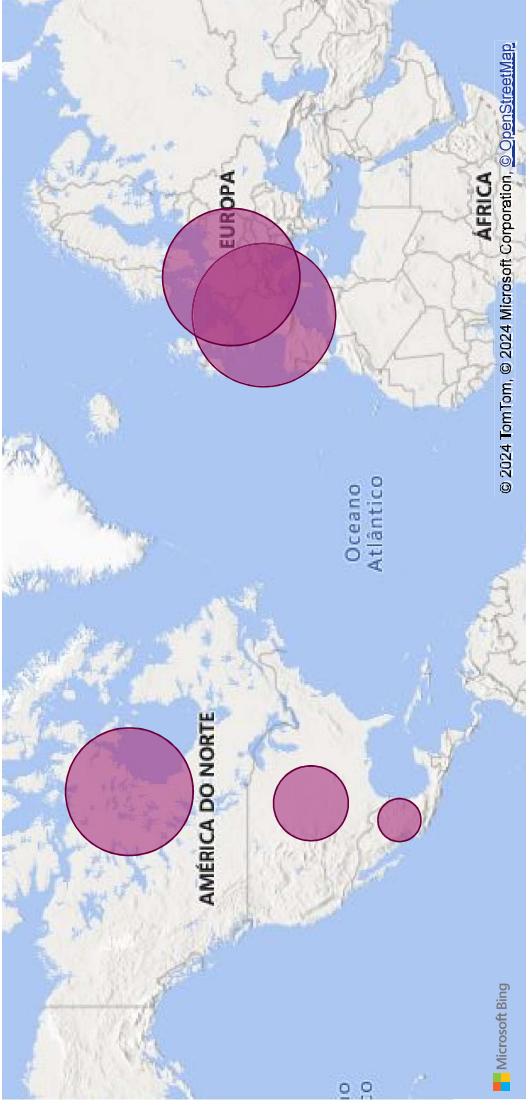 EUROPA
ÁFRICA
Oceano
Atlântico
AMÉRICA DO NORTE
Microsoft Bing
© 2024 TomTom, © 2024 Microsoft Corporation, © OpenStreetMap